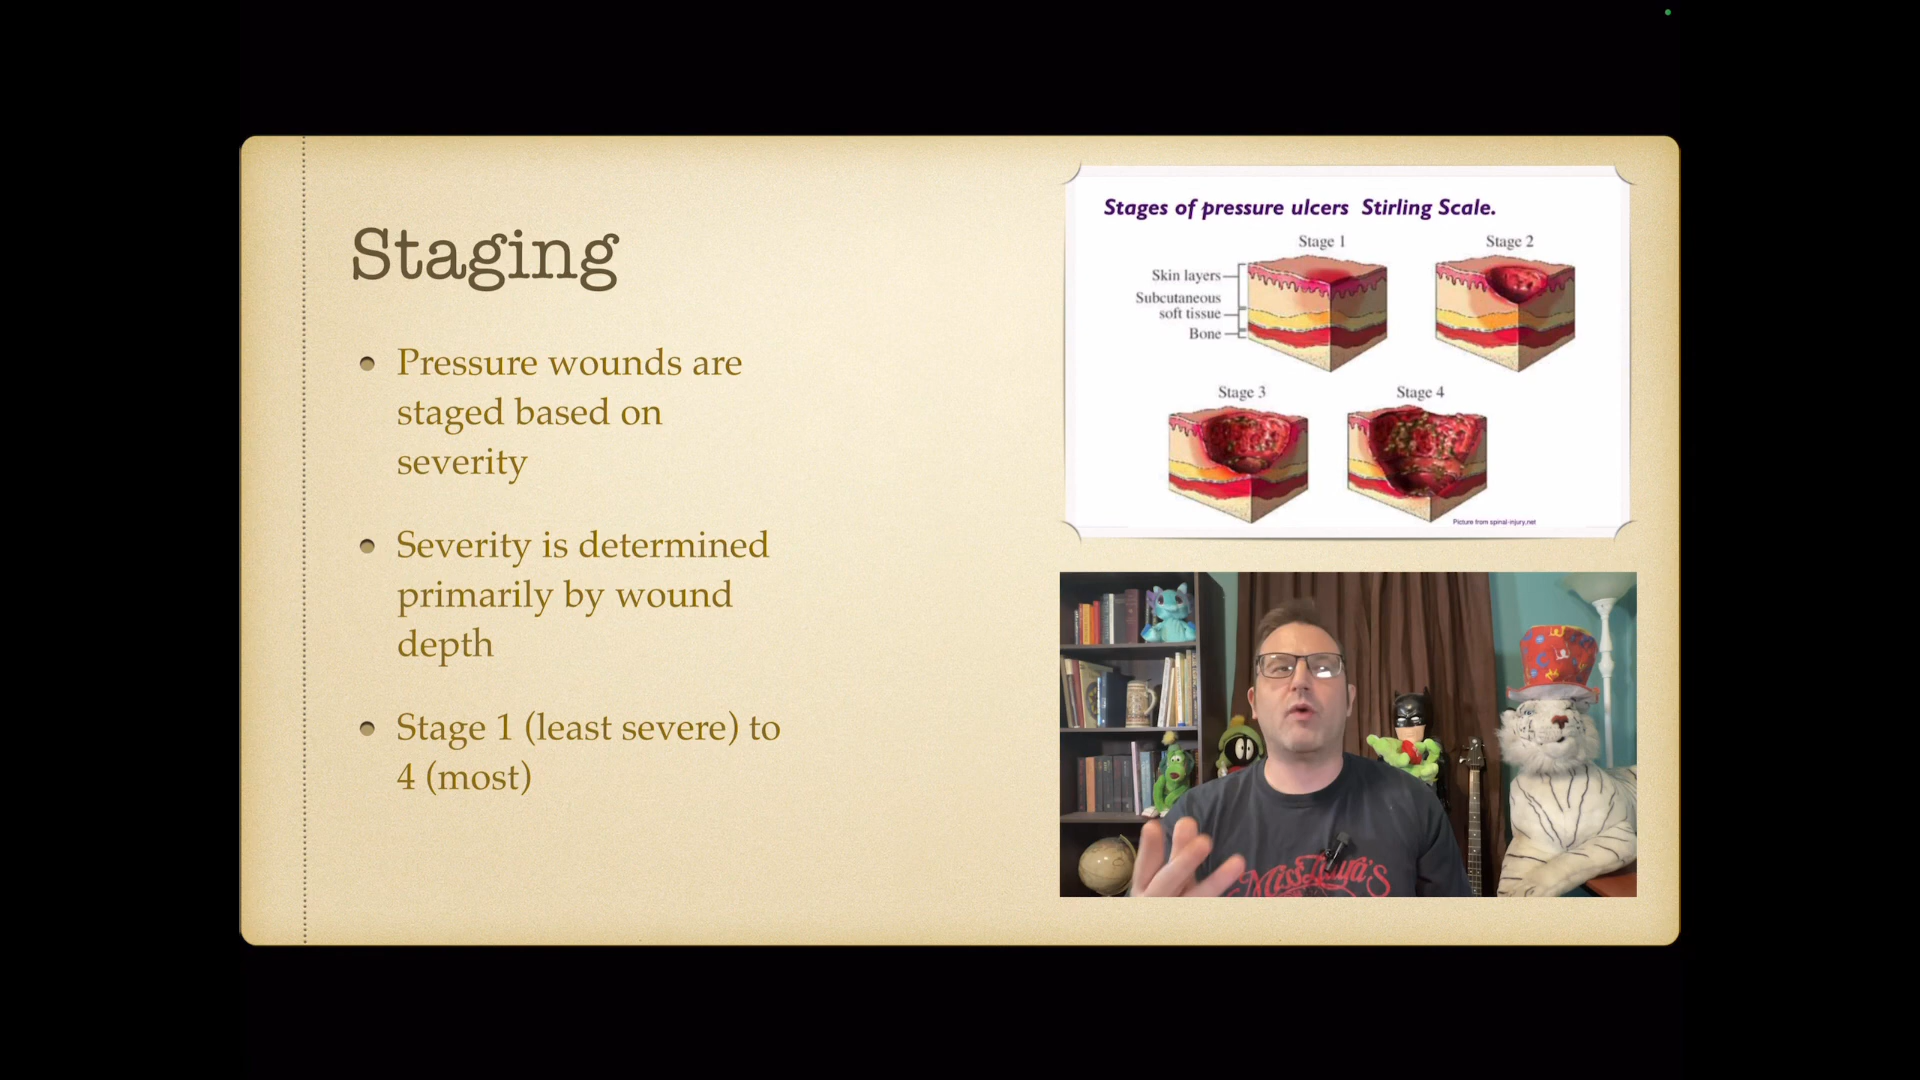 Staging
Pressure wounds are
staged based on
severity
Severity is determined
primarily by wound
depth
Stage 1 (least severe) to
4 (most)
Stages of pressure ulcers Stirling Scale.
Stage 1
Stage 2
Skin layers
Subcutaneous
soft tissue
Bone
Stage 3
Stage 4
Picture from spinal-injury.net
Miss Laura's